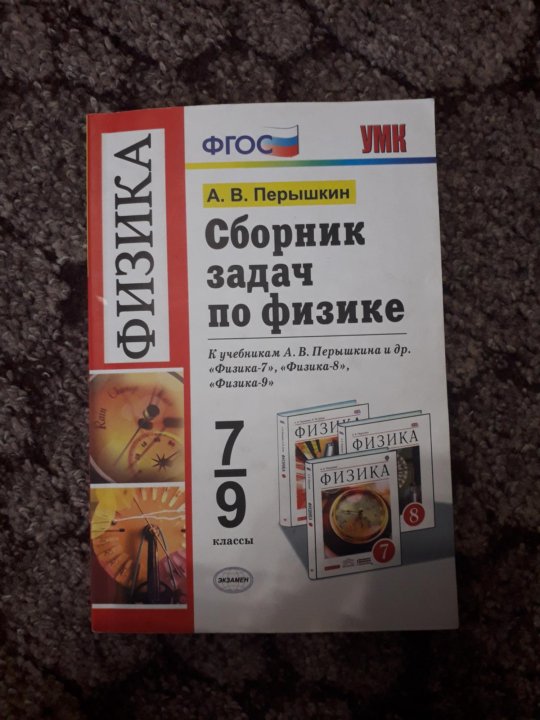 ФИЗИКА
ФГОС
УМК
А. В. Перышкин
Сборник
задач
по физике
К учебникам А. В. Перышкина и др.
«Физика-7», «Физика-8»,
«Физика-9»
7
9
классы
ЭКЗАМЕН
ФИЗИКА
ФИЗИКА
8
ФИЗИКА
7